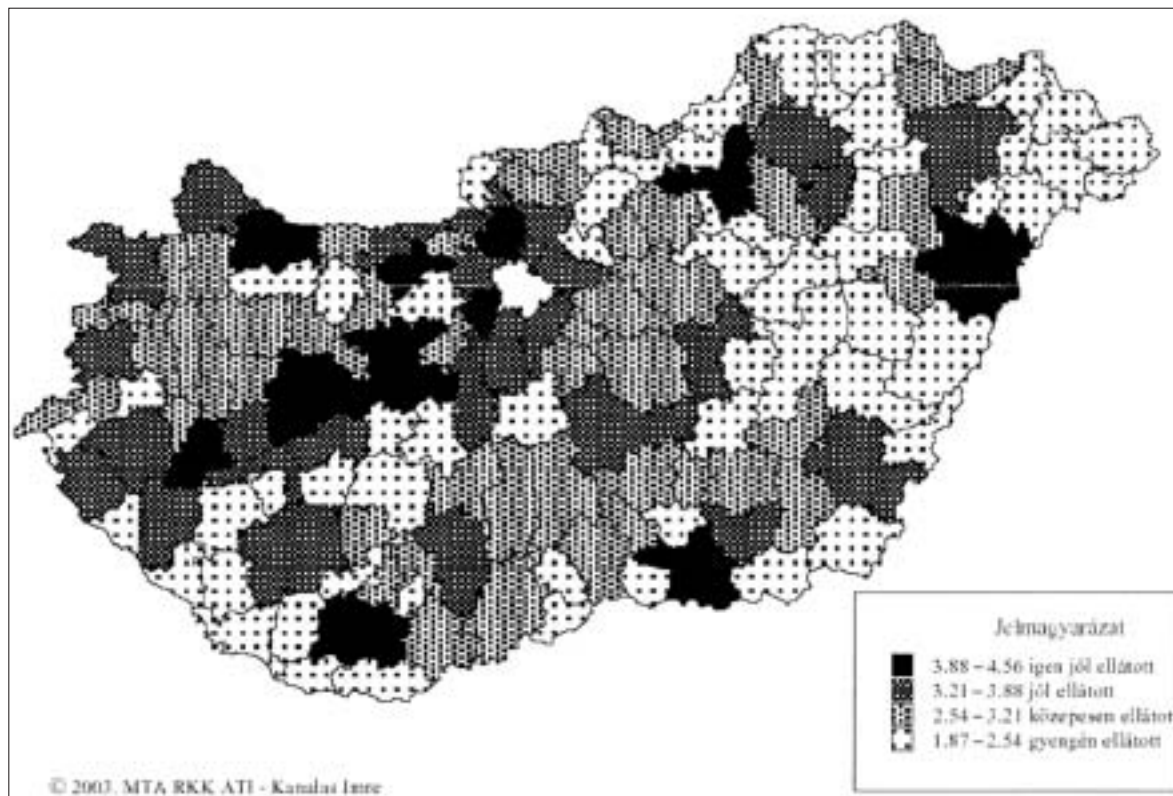 Jelmagyarázat
3.88 – 4.56 igen jól ellátott
3.21 – 3.88 jól ellátott
2.54 – 3.21 közepesen ellátot
1.87 – 2.54 gyengén ellátott
© 2003. MTA RKK ATI - Kanalas Imre